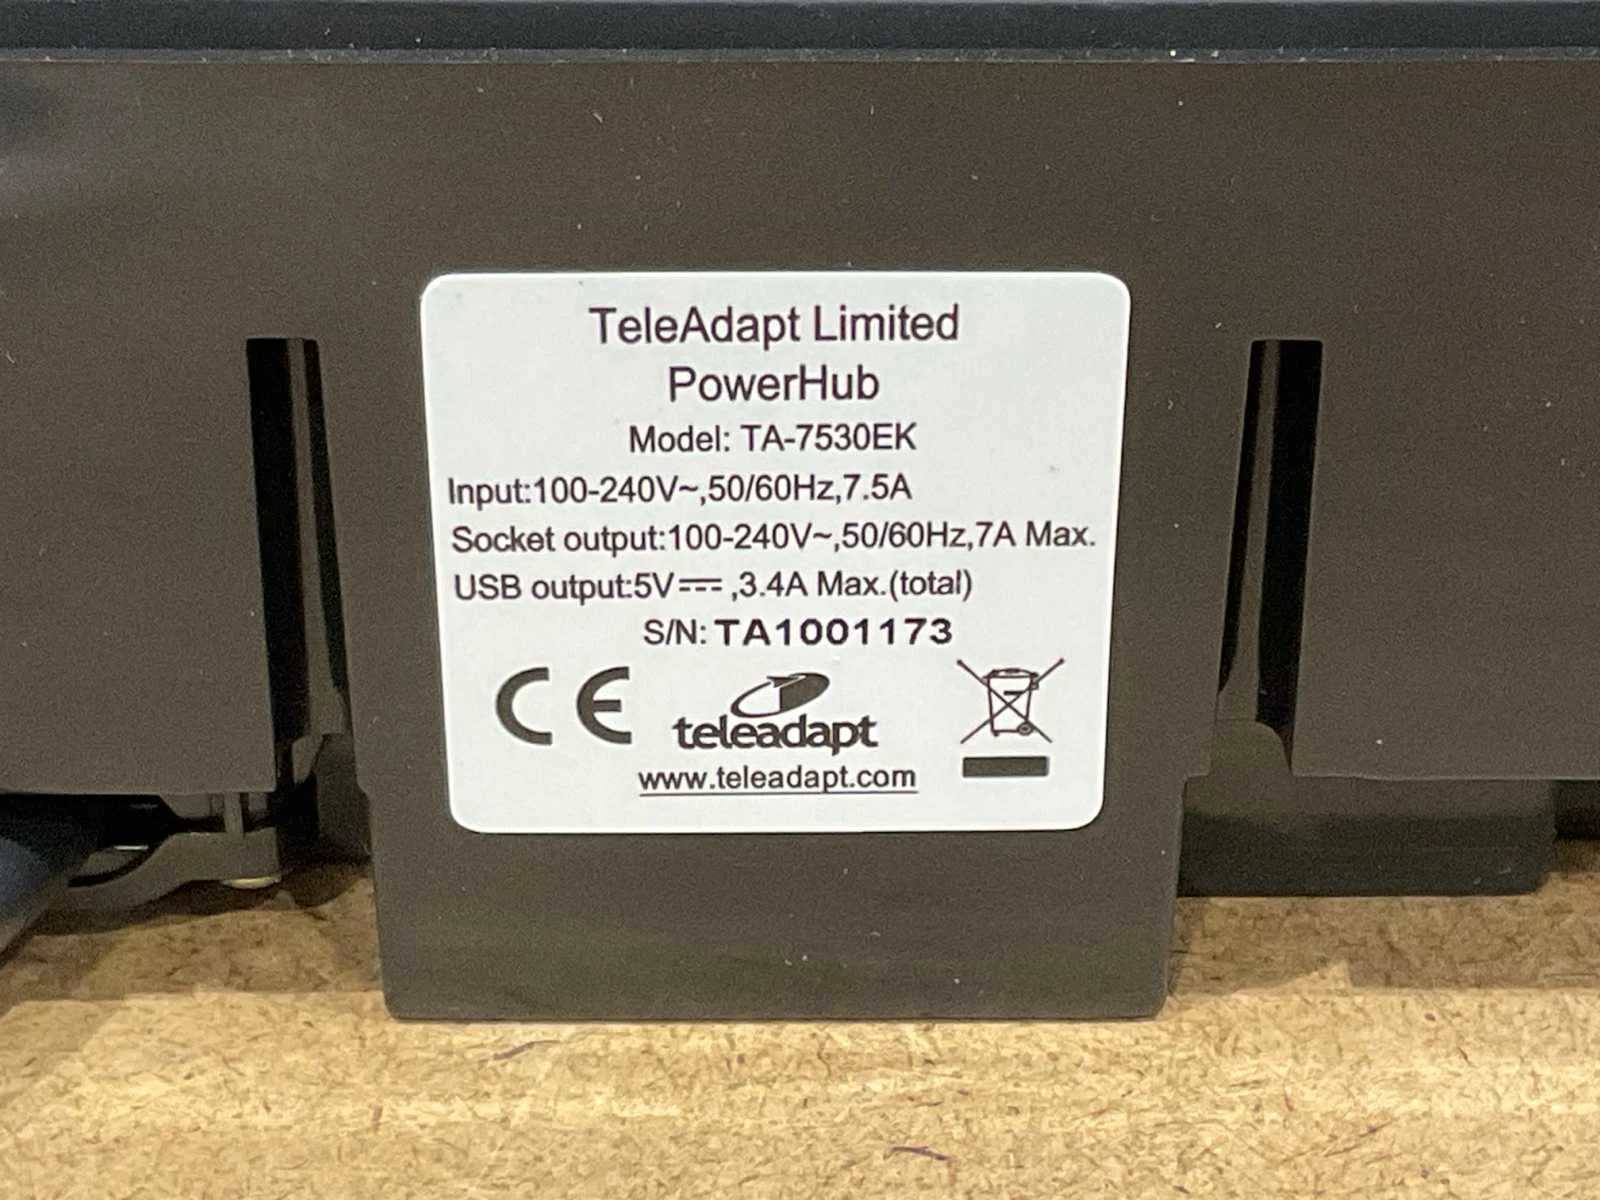 TeleAdapt Limited
PowerHub
Model: TA-7530EK
Input:100-240V~,50/60Hz,7.5A
Socket output:100-240V~,50/60Hz,7A Max.
USB output:5V⎓,3.4A Max.(total)
S/N: TA1001173
CE
teleadapt
www.teleadapt.com